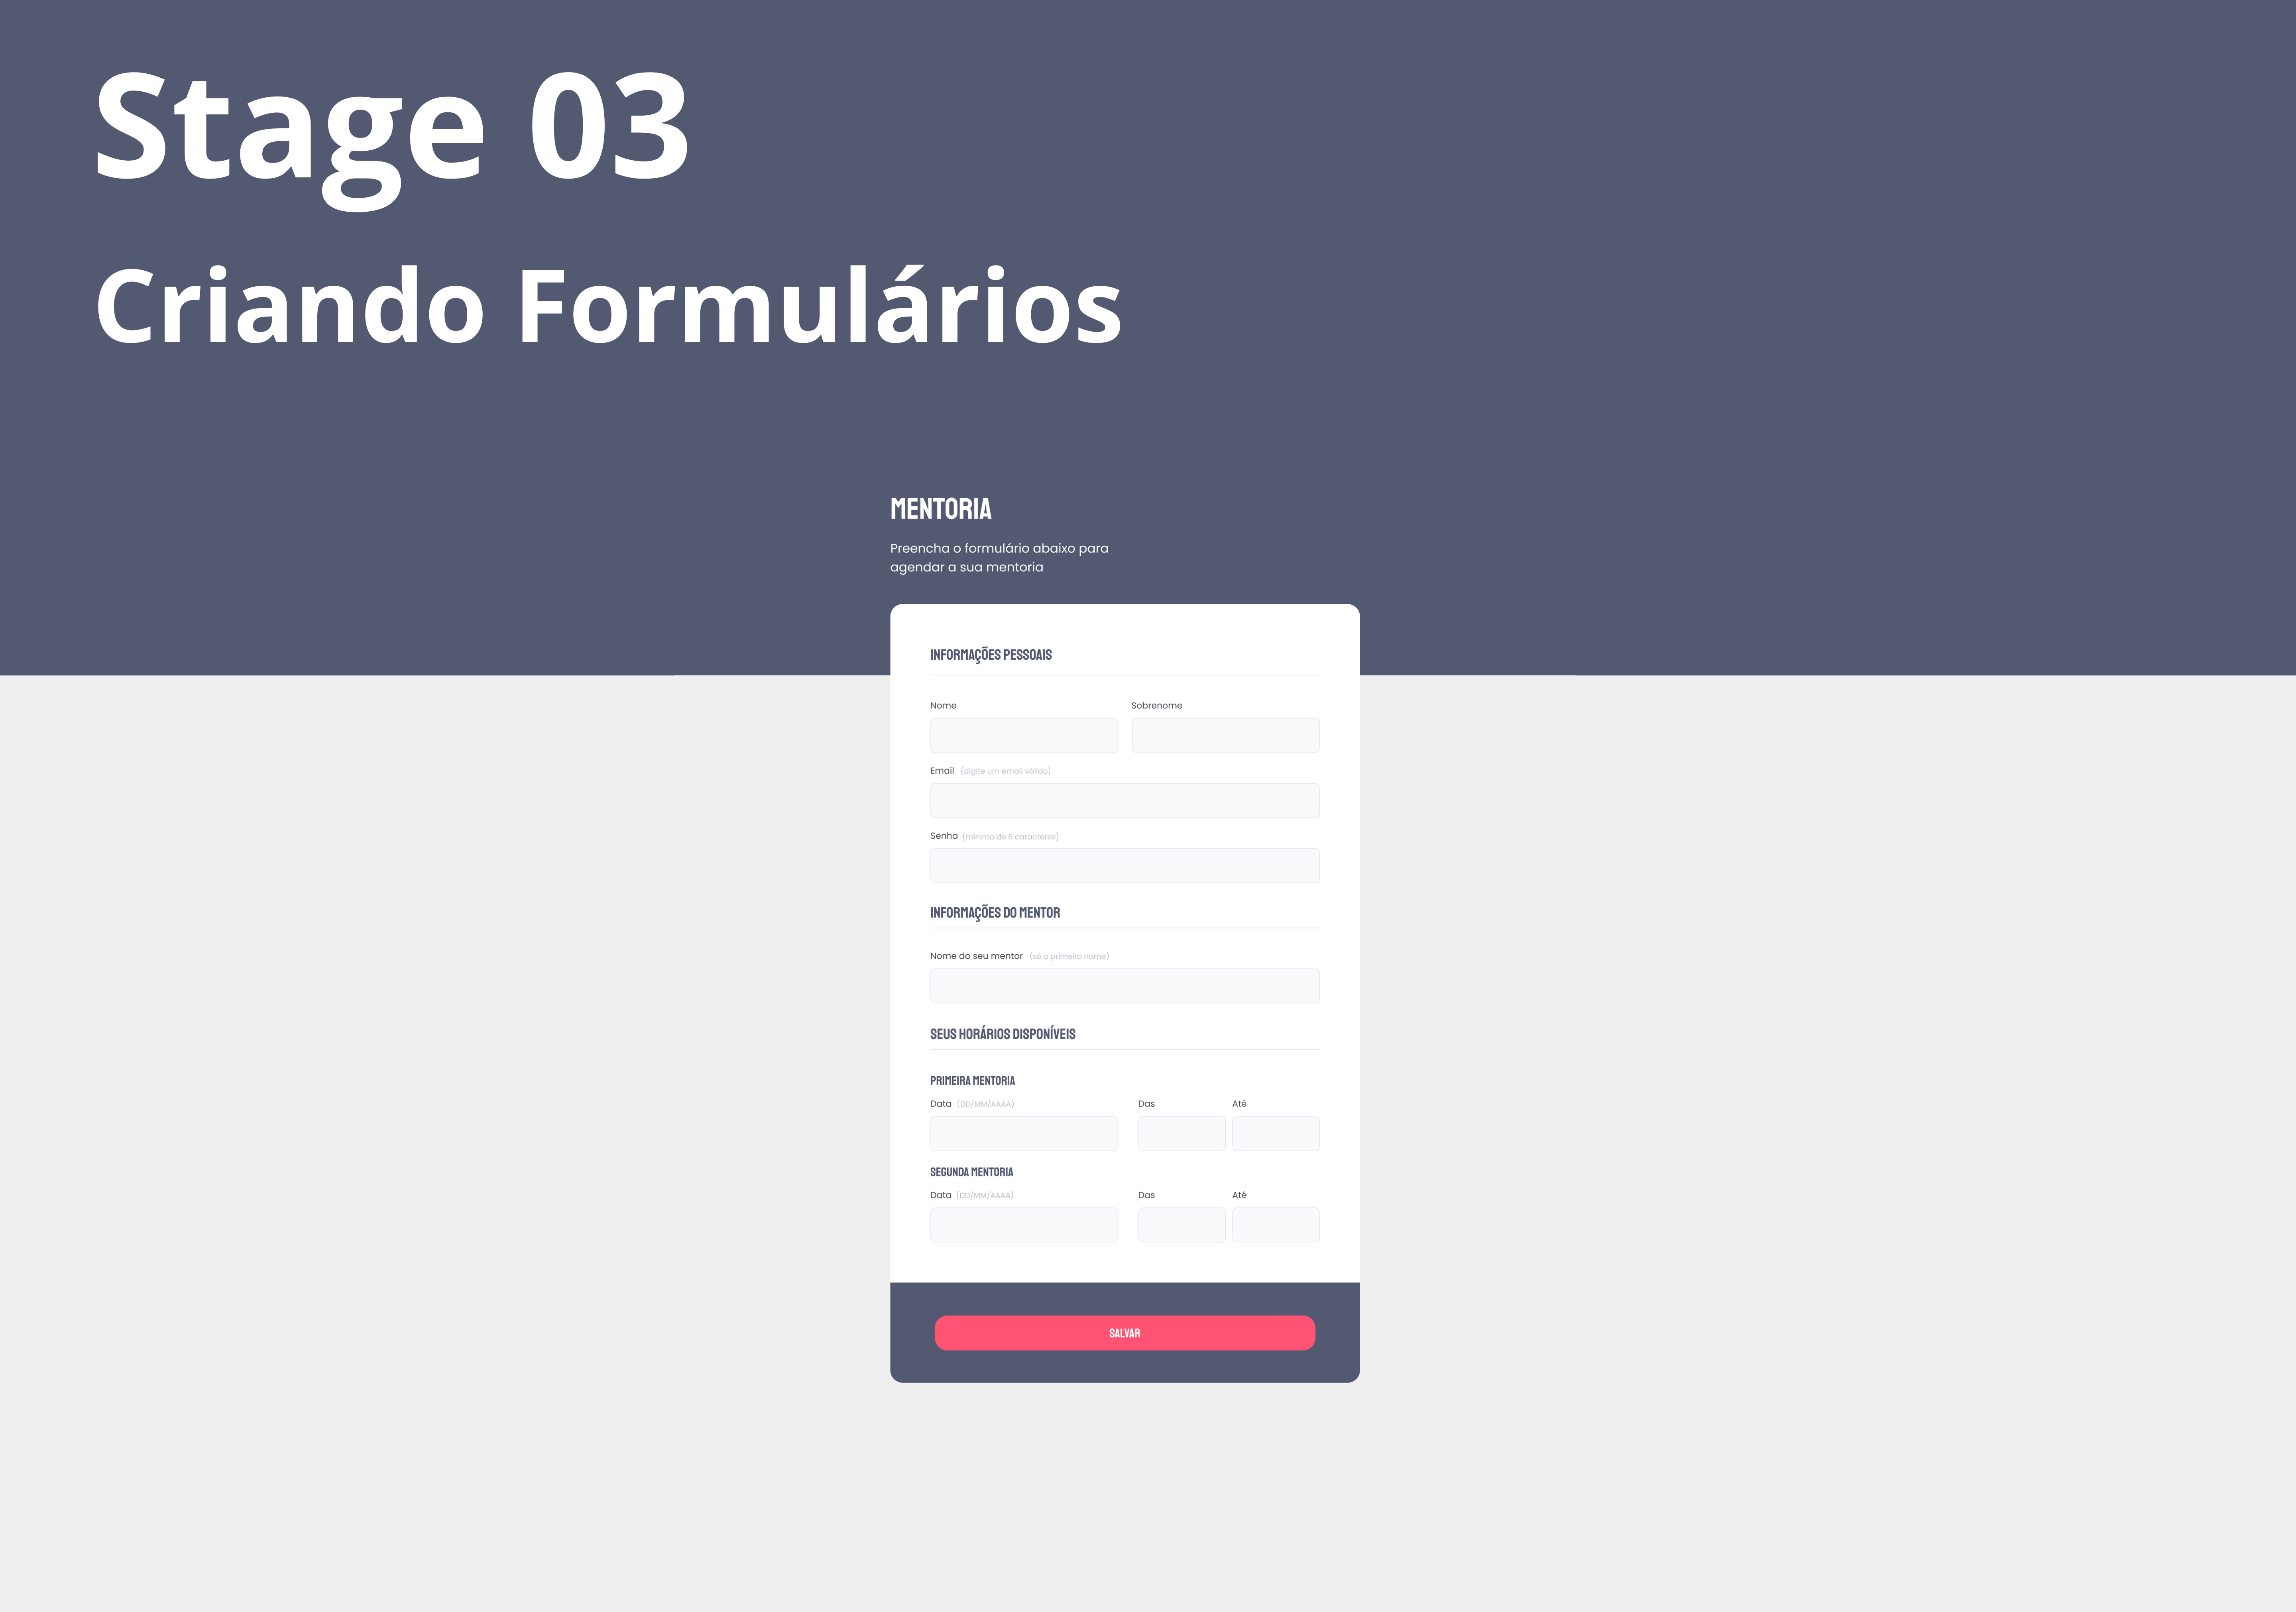 Stage 03
Criando Formulários
MENTORIA
Preencha o formulário abaixo para
agendar a sua mentoria
INFORMAÇÕES PESSOAIS
Nome Sobrenome
Email (digite um email válido)
Senha (mínimo de 6 caracteres)
INFORMAÇÕES DO MENTOR
Nome do seu mentor (só o primeiro nome)
SEUS HORÁRIOS DISPONÍVEIS
PRIMEIRA MENTORIA
Data (DD/MM/AAAA) Das Até
SEGUNDA MENTORIA
Data (DD/MM/AAAA) Das Até
SALVAR